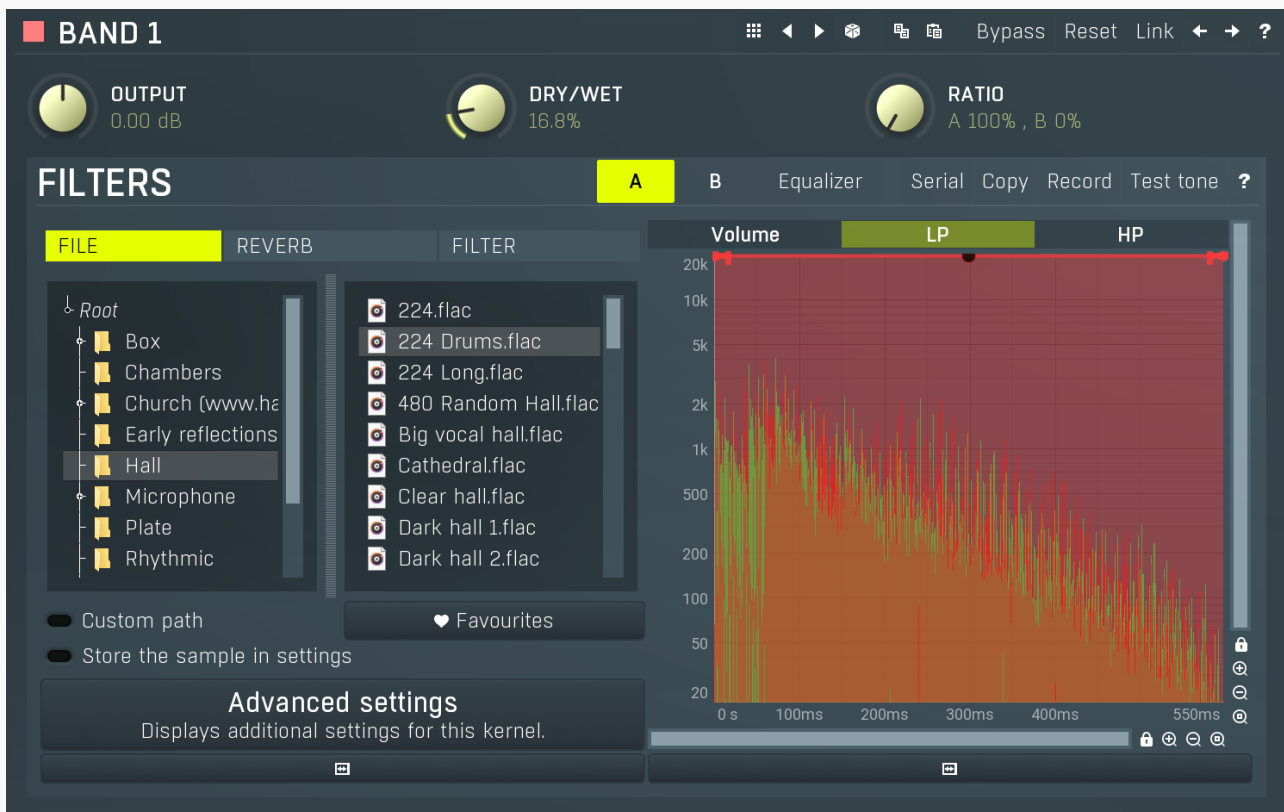 BAND 1
Bypass Reset Link ?
OUTPUT
0.00 dB
DRY/WET
16.8%
RATIO
A 100% , B 0%
FILTERS
A B Equalizer Serial Copy Record Test tone ?
FILE REVERB FILTER
Root
Box
Chambers
Church (www.ha
Early reflections
Hall
Microphone
Plate
Rhythmic
224.flac
224 Drums.flac
224 Long.flac
480 Random Hall.flac
Big vocal hall.flac
Cathedral.flac
Clear hall.flac
Dark hall 1.flac
Dark hall 2.flac
Custom path
Favourites
Store the sample in settings
Advanced settings
Displays additional settings for this kernel.
Volume LP HP
20k
10k
5k
2k
1k
500
200
100
50
20
0 s 100ms 200ms 300ms 400ms 550ms